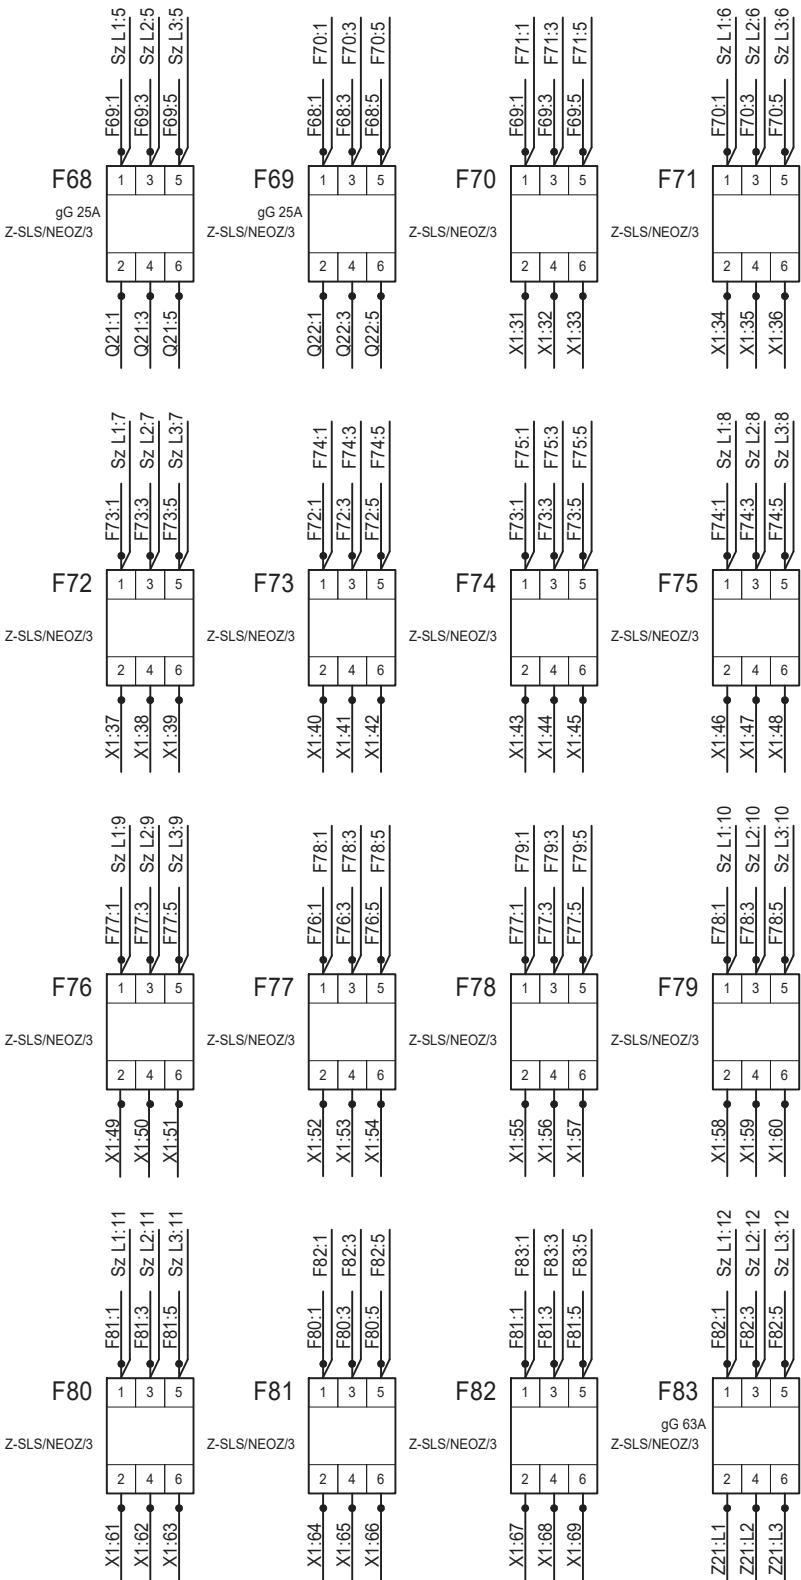 F69:1 Sz L1:5 F69:3 Sz L2:5 F69:5 Sz L3:5
F68
gG 25A
Z-SLS/NEOZ/3
1 3 5
2 4 6
Q21:1 Q21:3 Q21:5
F68:1 F70:1 F68:3 F70:3 F68:5 F70:5
F69
gG 25A
Z-SLS/NEOZ/3
1 3 5
2 4 6
Q22:1 Q22:3 Q22:5
F69:1 F71:1 F69:3 F71:3 F69:5 F71:5
F70
Z-SLS/NEOZ/3
1 3 5
2 4 6
X1:31 X1:32 X1:33
F70:1 Sz L1:6 F70:3 Sz L2:6 F70:5 Sz L3:6
F71
Z-SLS/NEOZ/3
1 3 5
2 4 6
X1:34 X1:35 X1:36
F73:1 Sz L1:7 F73:3 Sz L2:7 F73:5 Sz L3:7
F72
Z-SLS/NEOZ/3
1 3 5
2 4 6
X1:37 X1:38 X1:39
F72:1 F74:1 F72:3 F74:3 F72:5 F74:5
F73
Z-SLS/NEOZ/3
1 3 5
2 4 6
X1:40 X1:41 X1:42
F73:1 F75:1 F73:3 F75:3 F73:5 F75:5
F74
Z-SLS/NEOZ/3
1 3 5
2 4 6
X1:43 X1:44 X1:45
F74:1 Sz L1:8 F74:3 Sz L2:8 F74:5 Sz L3:8
F75
Z-SLS/NEOZ/3
1 3 5
2 4 6
X1:46 X1:47 X1:48
F77:1 Sz L1:9 F77:3 Sz L2:9 F77:5 Sz L3:9
F76
Z-SLS/NEOZ/3
1 3 5
2 4 6
X1:49 X1:50 X1:51
F76:1 F78:1 F76:3 F78:3 F76:5 F78:5
F77
Z-SLS/NEOZ/3
1 3 5
2 4 6
X1:52 X1:53 X1:54
F77:1 F79:1 F77:3 F79:3 F77:5 F79:5
F78
Z-SLS/NEOZ/3
1 3 5
2 4 6
X1:55 X1:56 X1:57
F78:1 Sz L1:10 F78:3 Sz L2:10 F78:5 Sz L3:10
F79
Z-SLS/NEOZ/3
1 3 5
2 4 6
X1:58 X1:59 X1:60
F81:1 Sz L1:11 F81:3 Sz L2:11 F81:5 Sz L3:11
F80
Z-SLS/NEOZ/3
1 3 5
2 4 6
X1:61 X1:62 X1:63
F80:1 F82:1 F80:3 F82:3 F80:5 F82:5
F81
Z-SLS/NEOZ/3
1 3 5
2 4 6
X1:64 X1:65 X1:66
F81:1 F83:1 F81:3 F83:3 F81:5 F83:5
F82
Z-SLS/NEOZ/3
1 3 5
2 4 6
X1:67 X1:68 X1:69
F82:1 Sz L1:12 F82:3 Sz L2:12 F82:5 Sz L3:12
F83
gG 63A
Z-SLS/NEOZ/3
1 3 5
2 4 6
Z21:L1 Z21:L2 Z21:L3